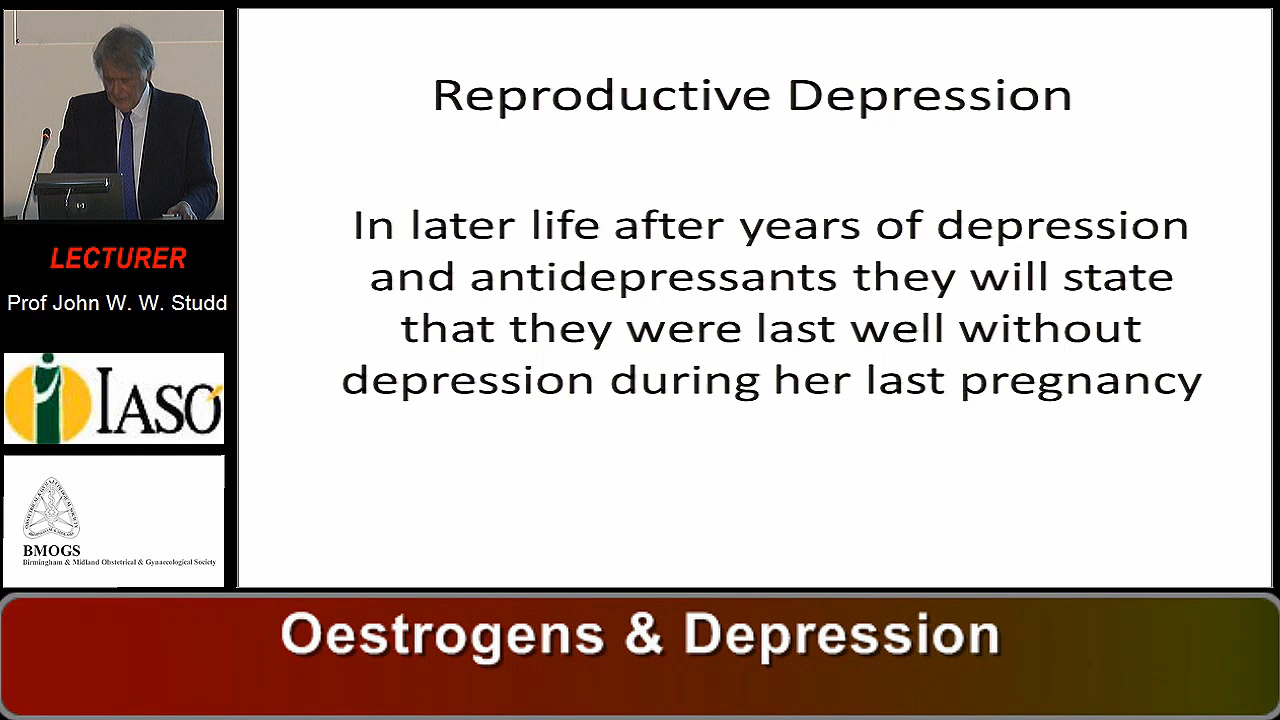 LECTURER
Prof John W. W. Studd
IASO
BMOGS
Birmingham & Midland Obstetrical & Gynaecological Society
Reproductive Depression
In later life after years of depression
and antidepressants they will state
that they were last well without
depression during her last pregnancy
Oestrogens & Depression